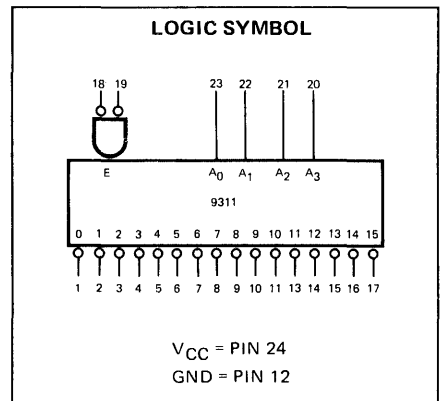 LOGIC SYMBOL
18 19 23 22 21 20
E A0 A1 A2 A3
9311
0 1 2 3 4 5 6 7 8 9 10 11 12 13 14 15
1 2 3 4 5 6 7 8 9 10 11 13 14 15 16 17
VCC = PIN 24
GND = PIN 12